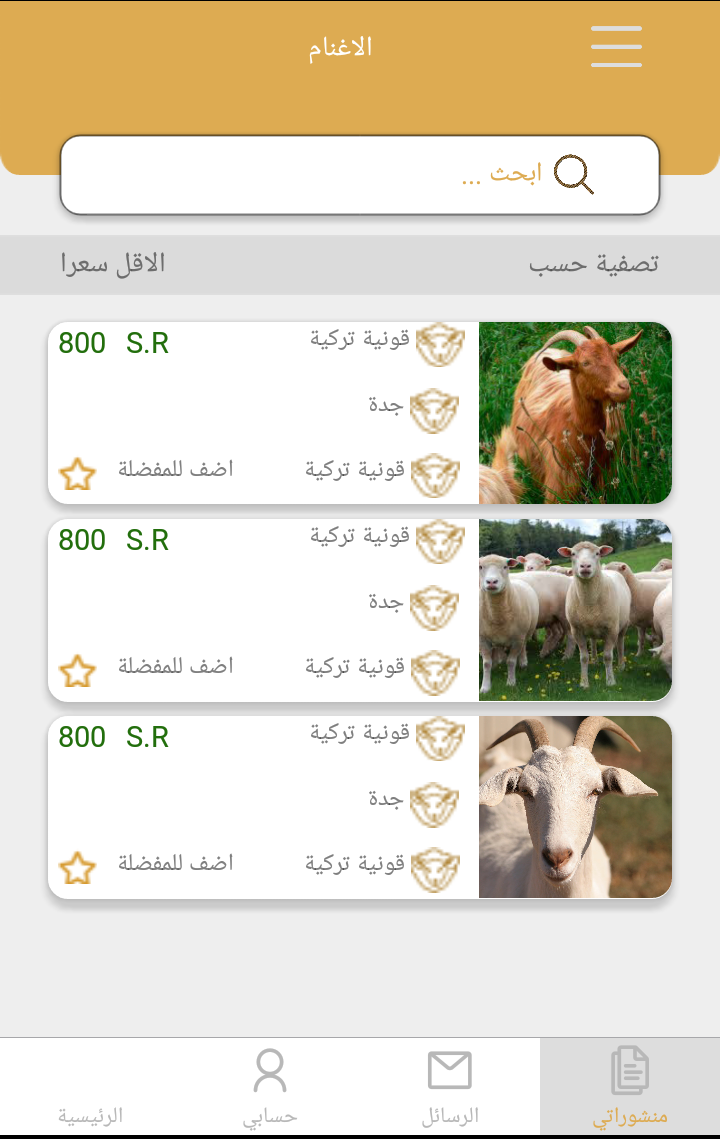 الاغنام
ابحث ...
تصفية حسب
الاقل سعرا
قونية تركية
800 S.R
جدة
قونية تركية
اضف للمفضلة
قونية تركية
800 S.R
جدة
قونية تركية
اضف للمفضلة
قونية تركية
800 S.R
جدة
قونية تركية
اضف للمفضلة
منشوراتي
الرسائل
حسابي
الرئيسية